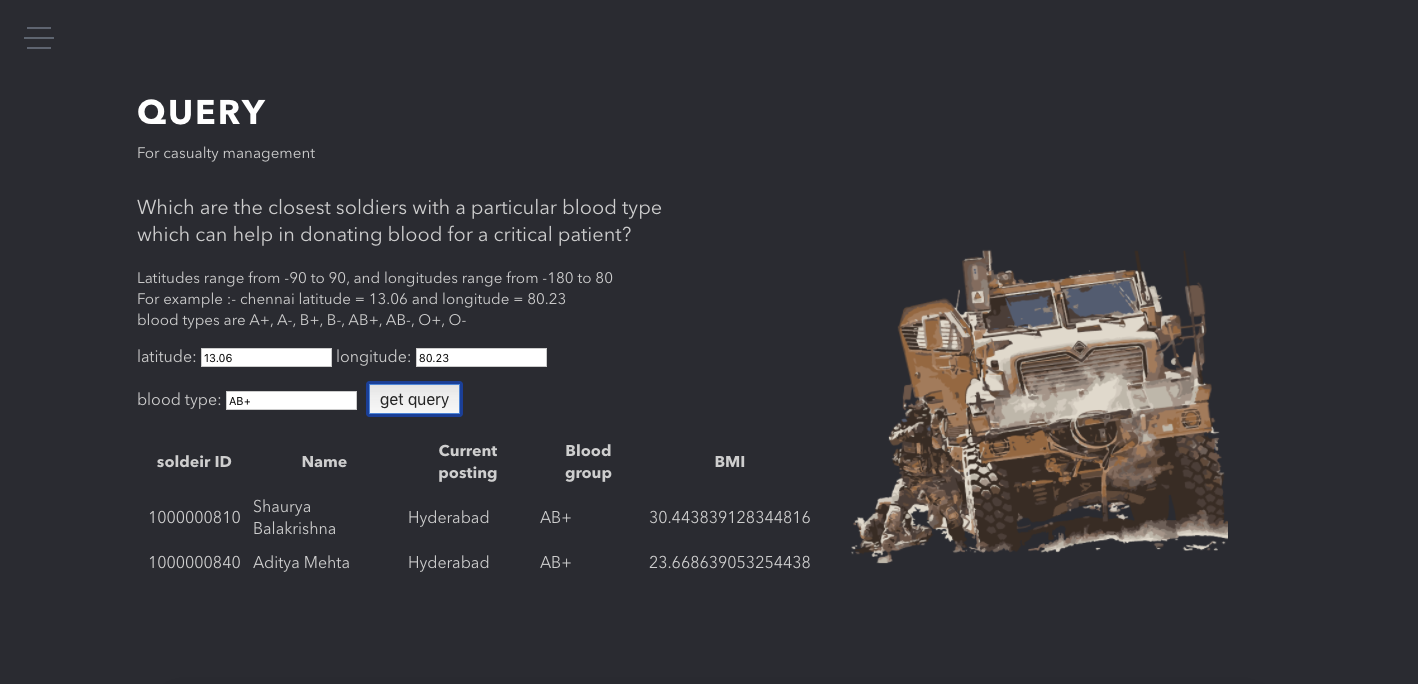 QUERY
For casualty management
Which are the closest soldiers with a particular blood type
which can help in donating blood for a critical patient?
Latitudes range from -90 to 90, and longitudes range from -180 to 80
For example :- chennai latitude = 13.06 and longitude = 80.23
blood types are A+, A-, B+, B-, AB+, AB-, O+, O-
latitude: 13.06 longitude: 80.23
blood type: AB+ get query
soldeir ID Name Current posting Blood group BMI
1000000810 Shaurya Balakrishna Hyderabad AB+ 30.443839128344816
1000000840 Aditya Mehta Hyderabad AB+ 23.668639053254438